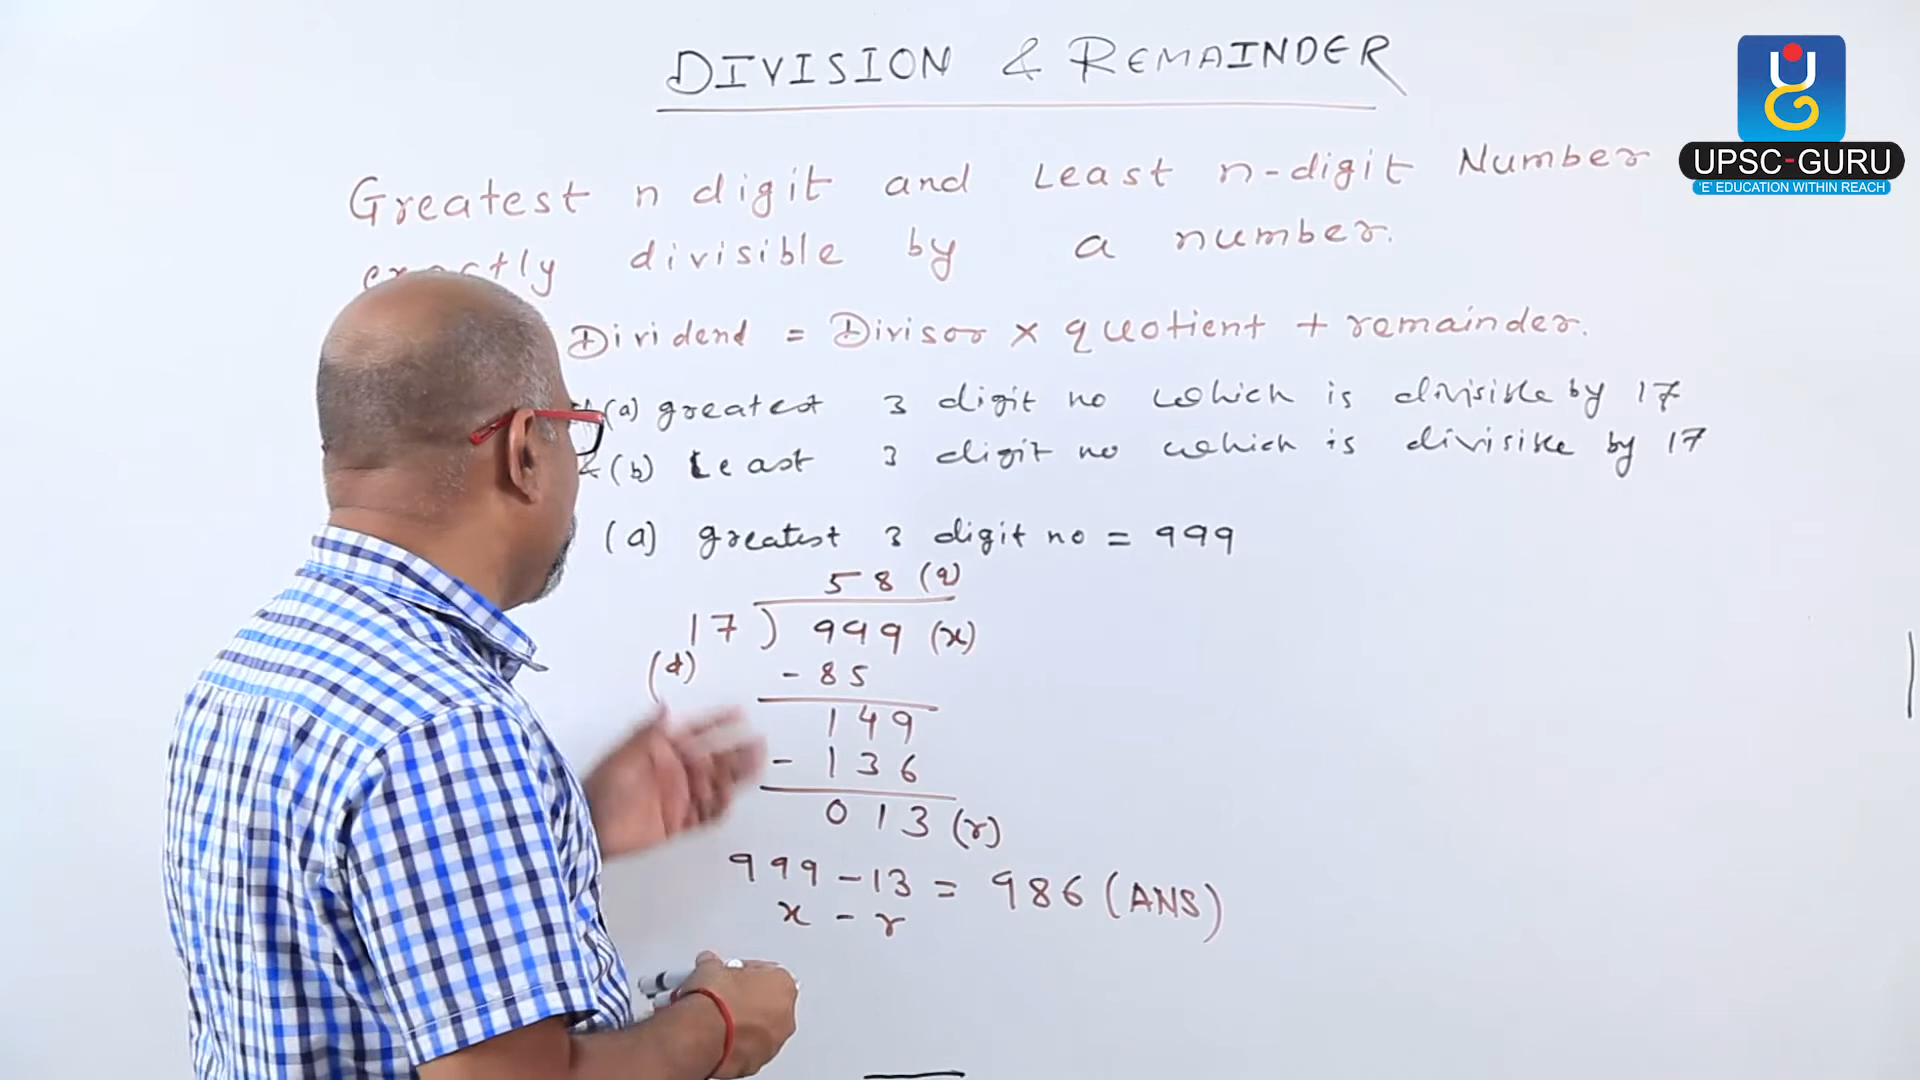 DIVISION & REMAINDER
UPSC-GURU
'E' EDUCATION WITHIN REACH
Greatest n digit and Least n-digit Number
exactly divisible by a number.
Dividend = Divisor × quotient + remainder.
(a) greatest 3 digit no which is divisible by 17
(b) Least 3 digit no which is divisible by 17
(a) greatest 3 digit no = 999
58 (q)
17 ) 999 (x)
(d) - 85
149
- 136
013 (r)
999 - 13 = 986 (ANS)
x - r